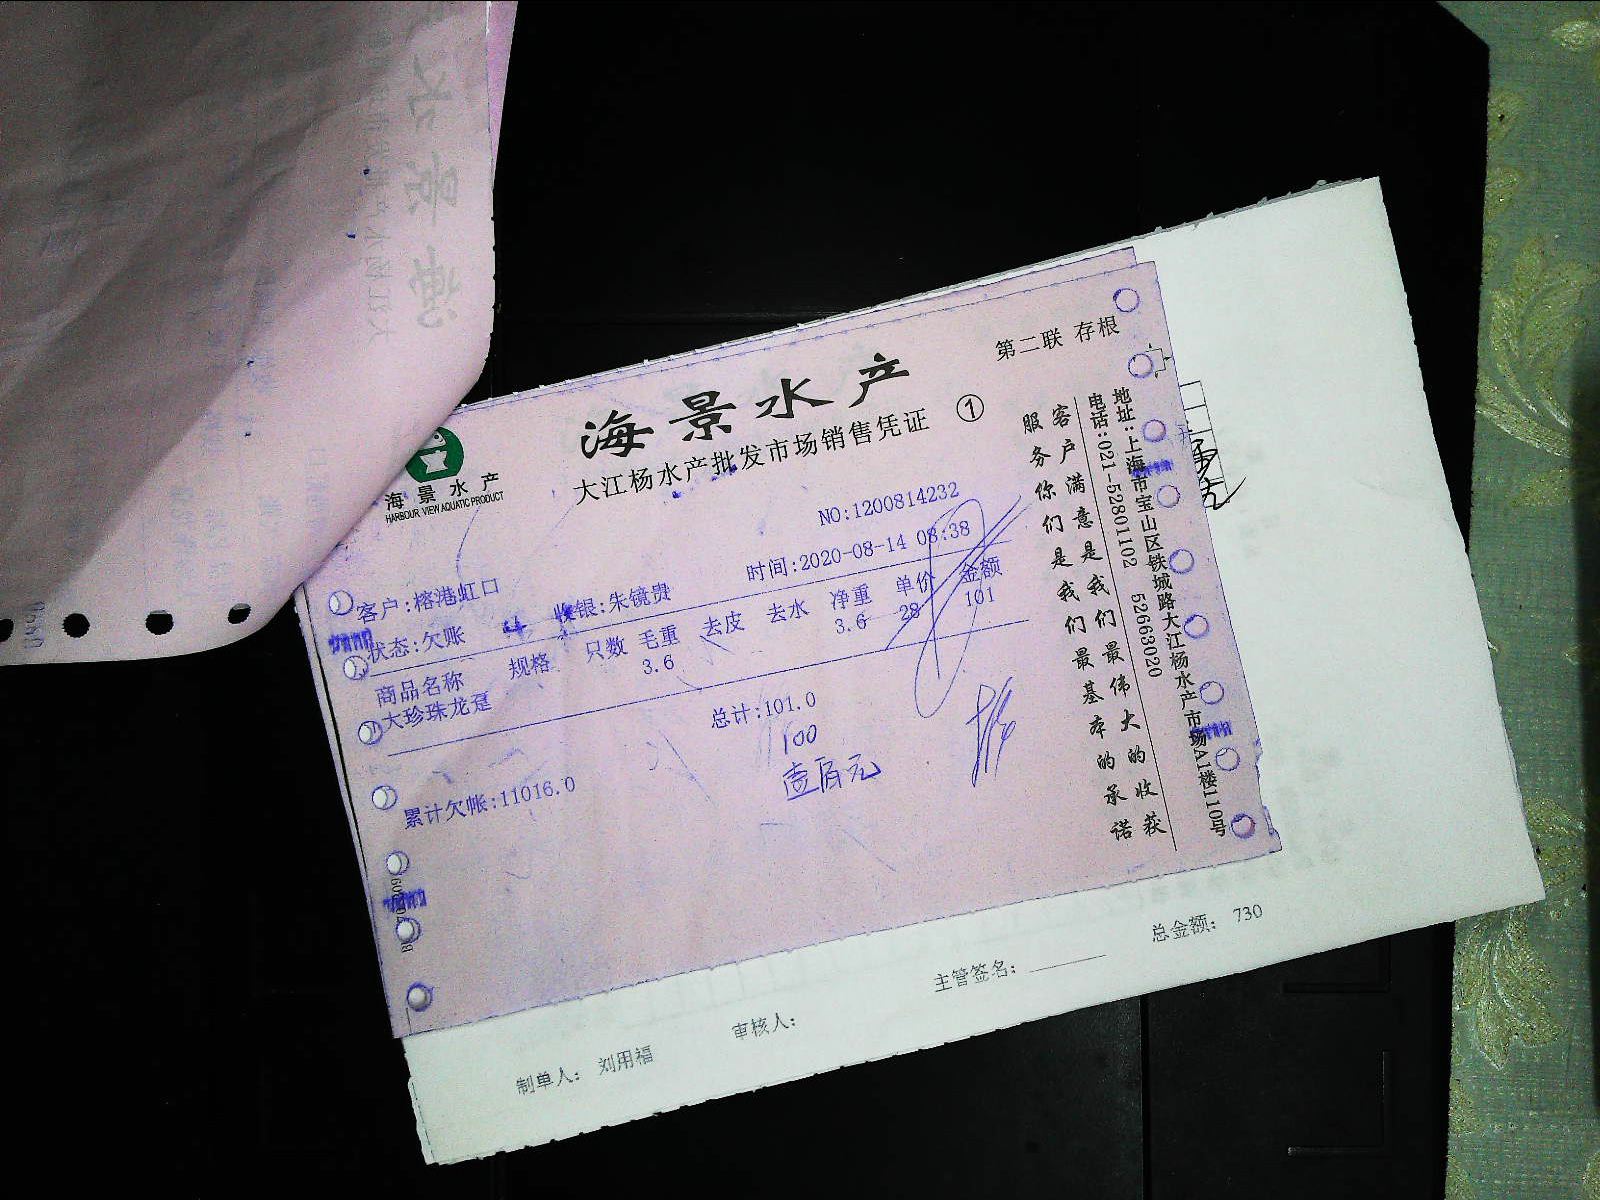 第二联 存根
海景水产
大江杨水产批发市场销售凭证 ①
海景水产
HARBOUR VIEW AQUATIC PRODUCT
NO:1200814232
客户:榕港虹口
时间:2020-08-14 08:38
状态:欠账 收银:朱镜贵
商品名称 规格 只数 毛重 去皮 去水 净重 单价 金额
大珍珠龙趸 3.6 3.6 28 101
总计:101.0
100
壹佰元
累计欠帐:11016.0
客户满意是我们最伟大的收获
服务你们是我们最基本的承诺
地址:上海市宝山区铁城路大江杨水产市场A1楼110号
电话:021-52801102 52663020
制单人: 刘用福
审核人:
主管签名:
总金额: 730